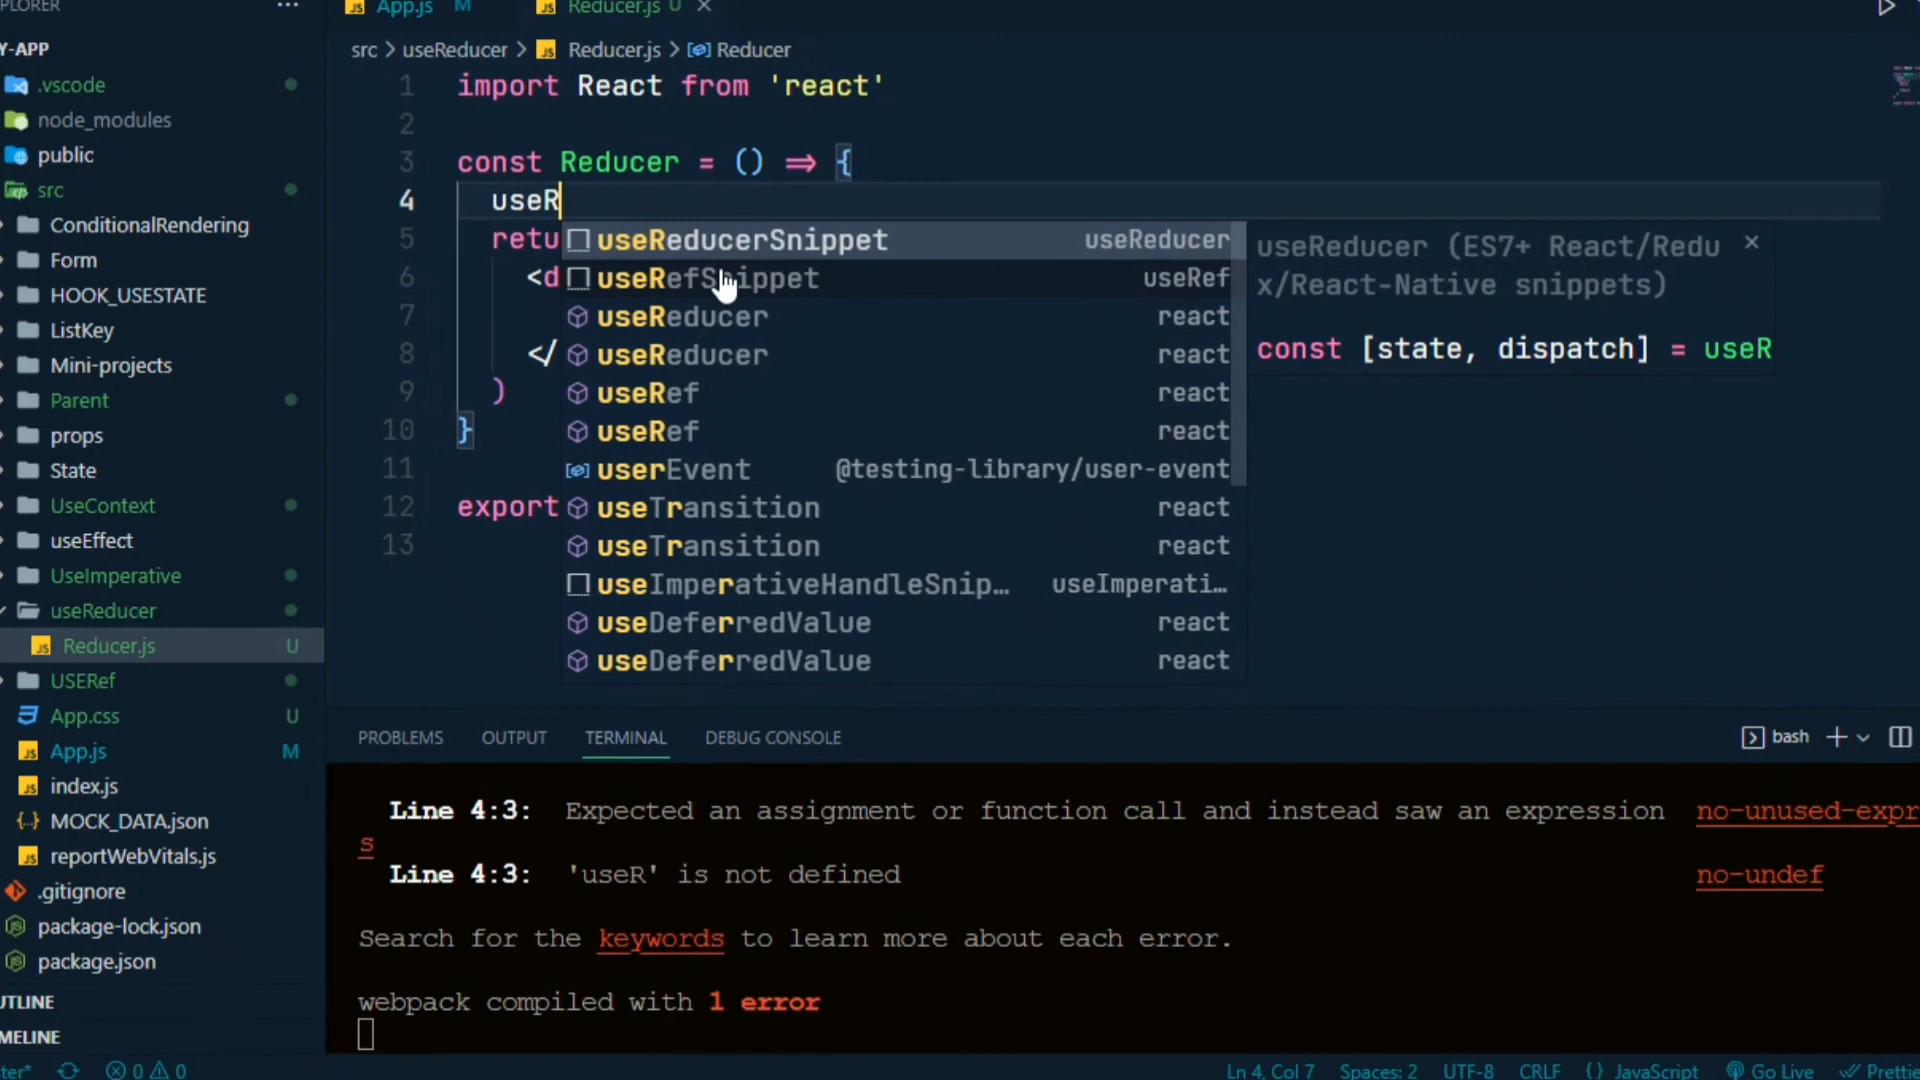 PLORER
App.js M
Reducer.js U
Y-APP
.vscode
node_modules
public
src
ConditionalRendering
Form
HOOK_USESTATE
ListKey
Mini-projects
Parent
props
State
UseContext
useEffect
UseImperative
useReducer
Reducer.js U
USERef
App.css U
App.js M
index.js
MOCK_DATA.json
reportWebVitals.js
.gitignore
package-lock.json
package.json
UTLINE
MELINE
src > useReducer > Reducer.js > Reducer
1 import React from 'react'
2
3 const Reducer = () => {
4 useR
5 retu
6 <d
7
8 </
9 )
10 }
11
12 export
13
useReducerSnippet useReducer
useRefSnippet useRef
useReducer react
useReducer react
useRef react
useRef react
userEvent @testing-library/user-event
useTransition react
useTransition react
useImperativeHandleSnip… useImperati…
useDeferredValue react
useDeferredValue react
useReducer (ES7+ React/Redu
x/React-Native snippets)
const [state, dispatch] = useR
PROBLEMS OUTPUT TERMINAL DEBUG CONSOLE
bash
Line 4:3: Expected an assignment or function call and instead saw an expression no-unused-expr
s
Line 4:3: 'useR' is not defined no-undef
Search for the keywords to learn more about each error.
webpack compiled with 1 error
ter* 0 0 Ln 4, Col 7 Spaces: 2 UTF-8 CRLF {} JavaScript Go Live Prettie